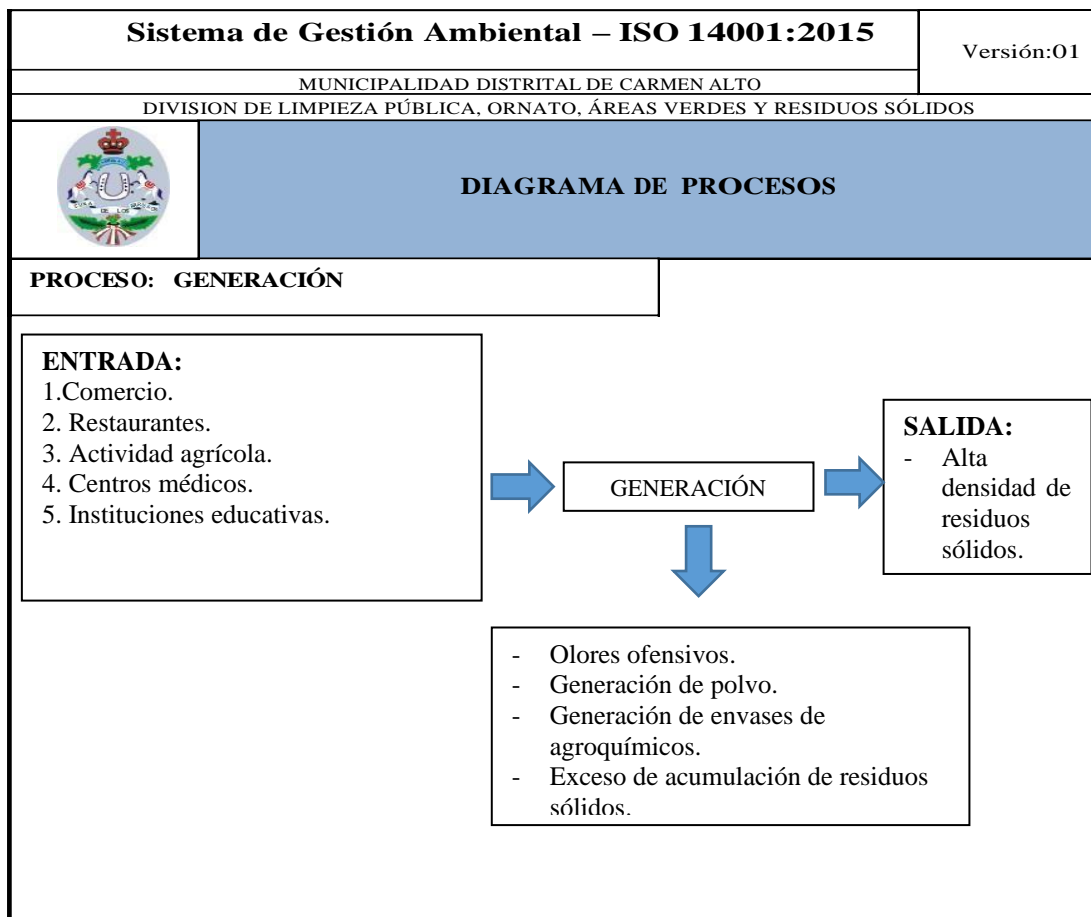 Sistema de Gestión Ambiental – ISO 14001:2015
Versión:01
MUNICIPALIDAD DISTRITAL DE CARMEN ALTO
DIVISION DE LIMPIEZA PÚBLICA, ORNATO, ÁREAS VERDES Y RESIDUOS SÓLIDOS
DIAGRAMA DE PROCESOS
PROCESO: GENERACIÓN
ENTRADA:
1.Comercio.
2. Restaurantes.
3. Actividad agrícola.
4. Centros médicos.
5. Instituciones educativas.
GENERACIÓN
SALIDA:
- Alta
densidad de
residuos
sólidos.
- Olores ofensivos.
- Generación de polvo.
- Generación de envases de
agroquímicos.
- Exceso de acumulación de residuos
sólidos.